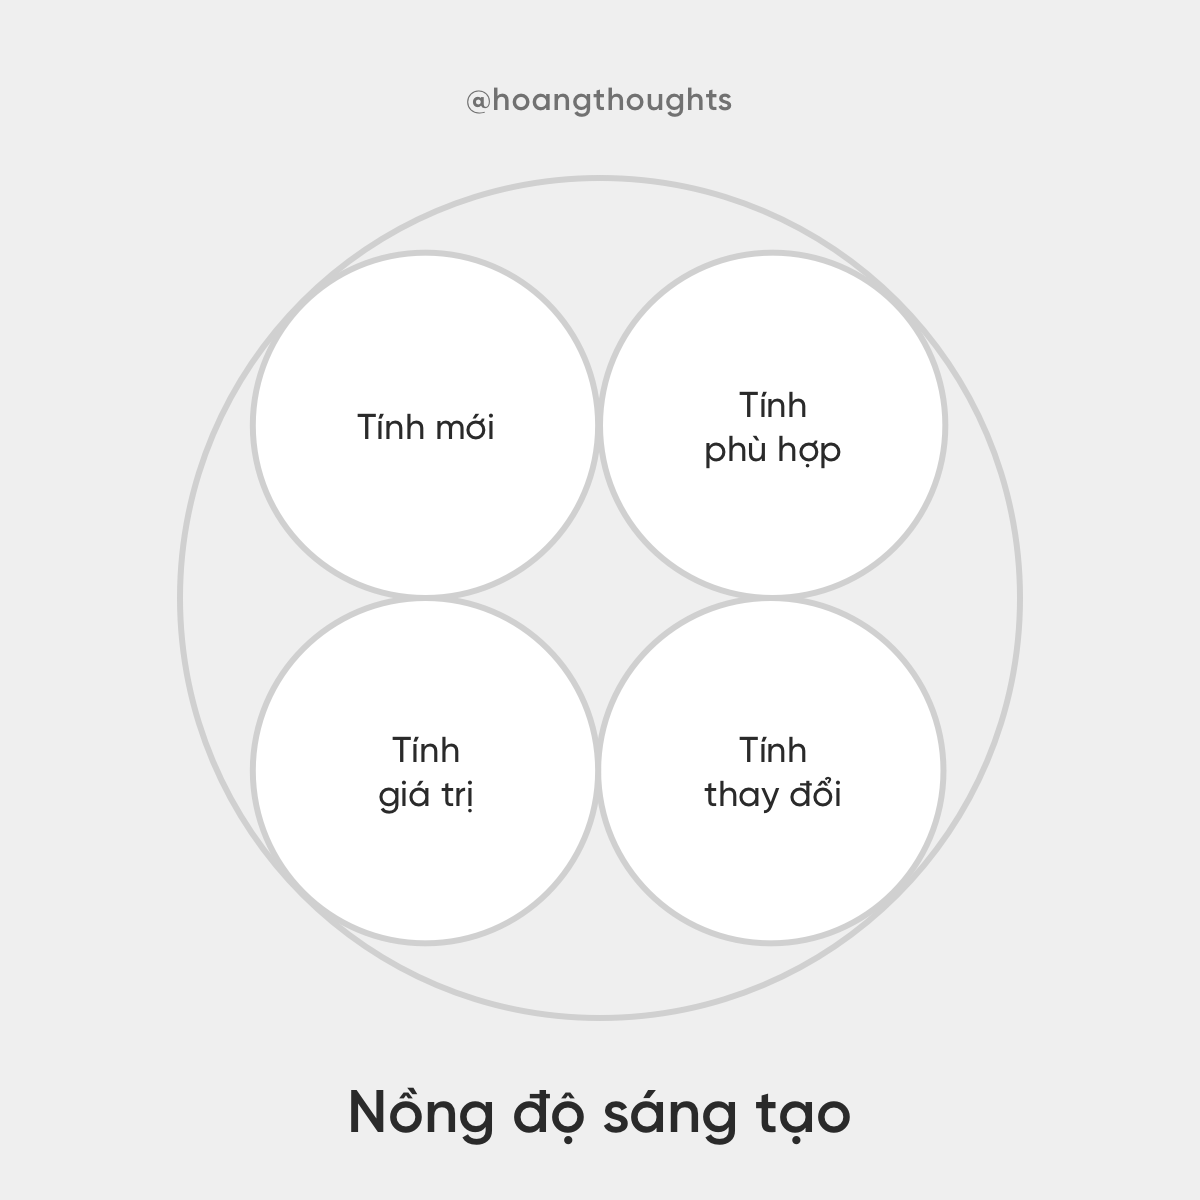 @hoangthoughts
Tính mới
Tính
phù hợp
Tính
giá trị
Tính
thay đổi
Nồng độ sáng tạo